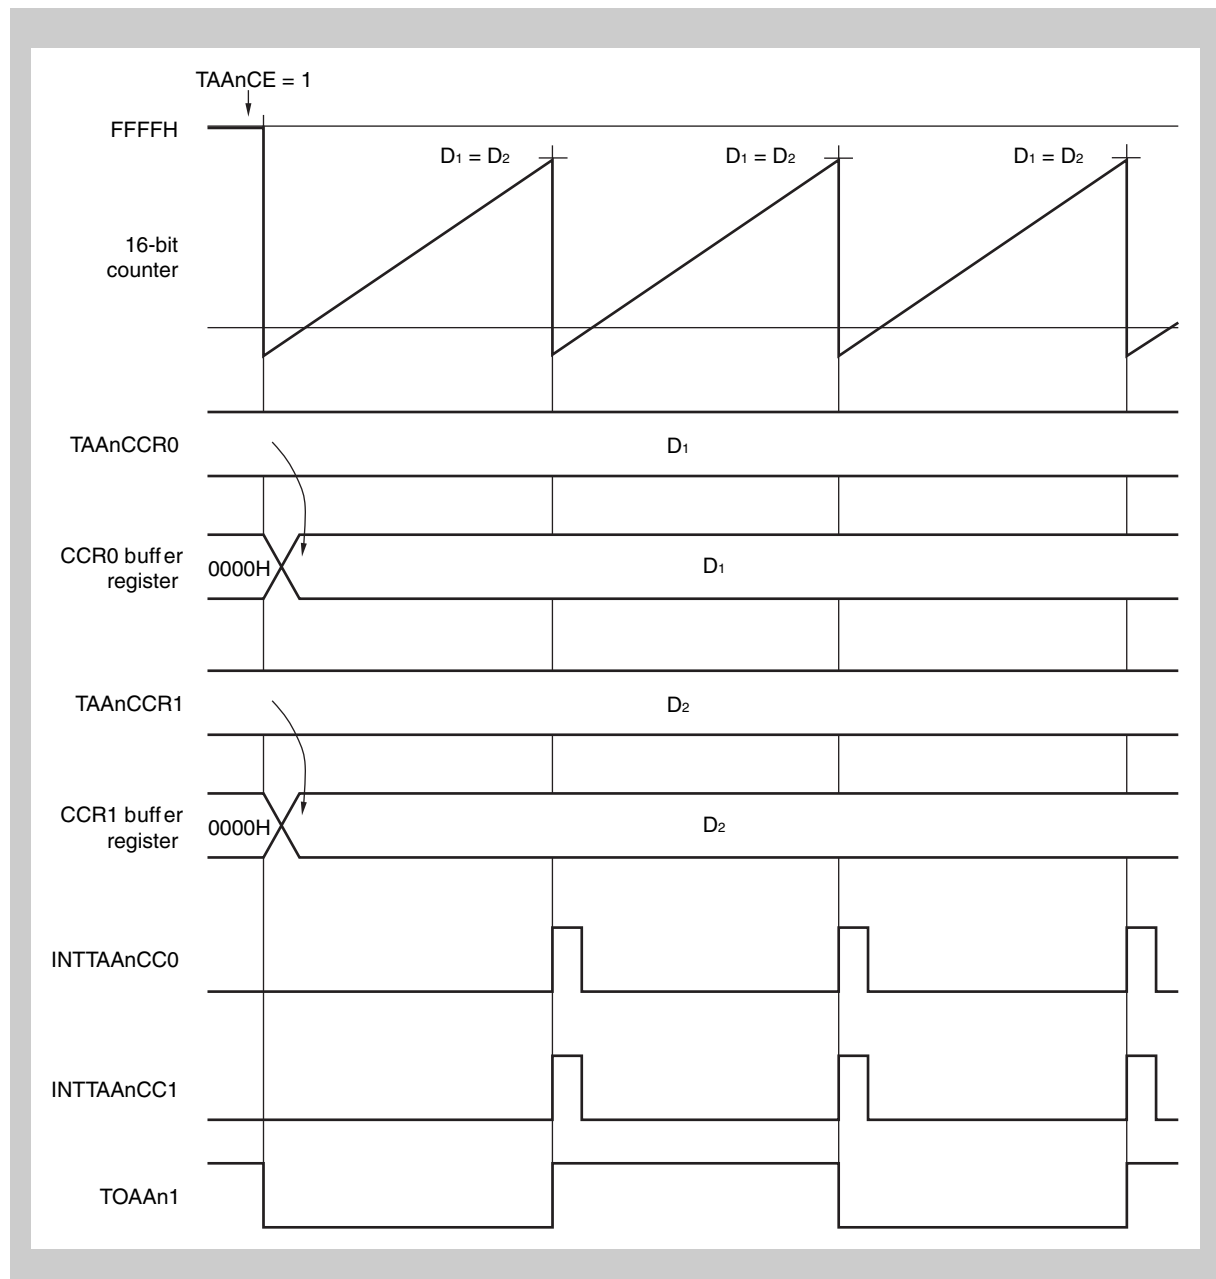 TAAnCE = 1
FFFFH
D1 = D2 D1 = D2 D1 = D2
16-bit
counter
TAAnCCR0 D1
CCR0 buffer
0000H D1
register
TAAnCCR1 D2
CCR1 buffer
0000H D2
register
INTTAAnCC0
INTTAAnCC1
TOAAn1